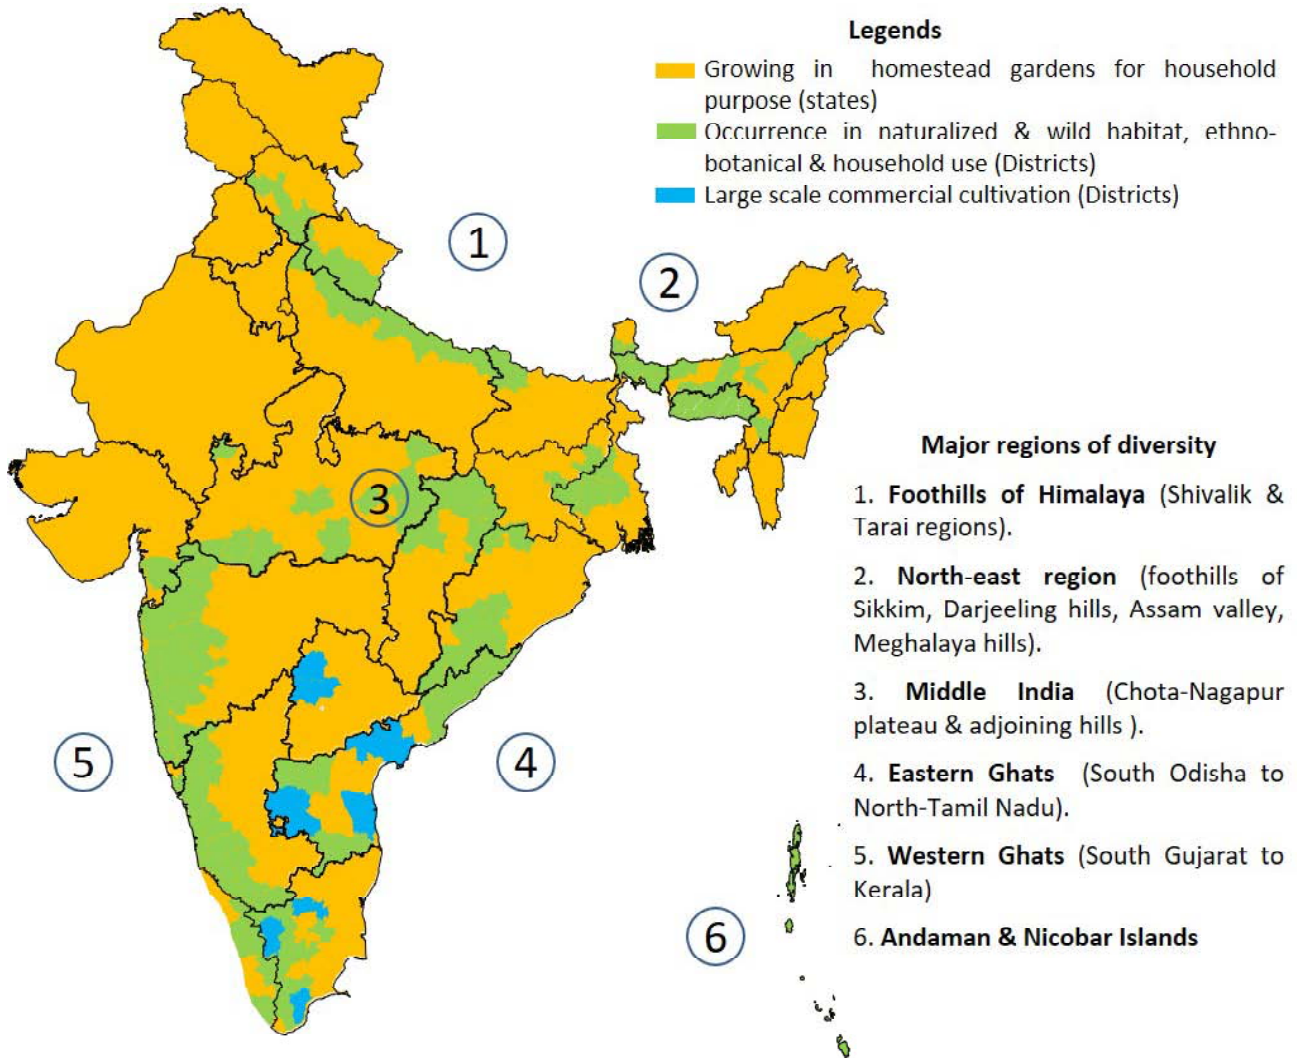 Legends
Growing in homestead gardens for household
purpose (states)
Occurrence in naturalized & wild habitat, ethno-
botanical & household use (Districts)
Large scale commercial cultivation (Districts)
1
2
3
4
5
6
Major regions of diversity
1. Foothills of Himalaya (Shivalik &
Tarai regions).
2. North-east region (foothills of
Sikkim, Darjeeling hills, Assam valley,
Meghalaya hills).
3. Middle India (Chota-Nagapur
plateau & adjoining hills ).
4. Eastern Ghats (South Odisha to
North-Tamil Nadu).
5. Western Ghats (South Gujarat to
Kerala)
6. Andaman & Nicobar Islands